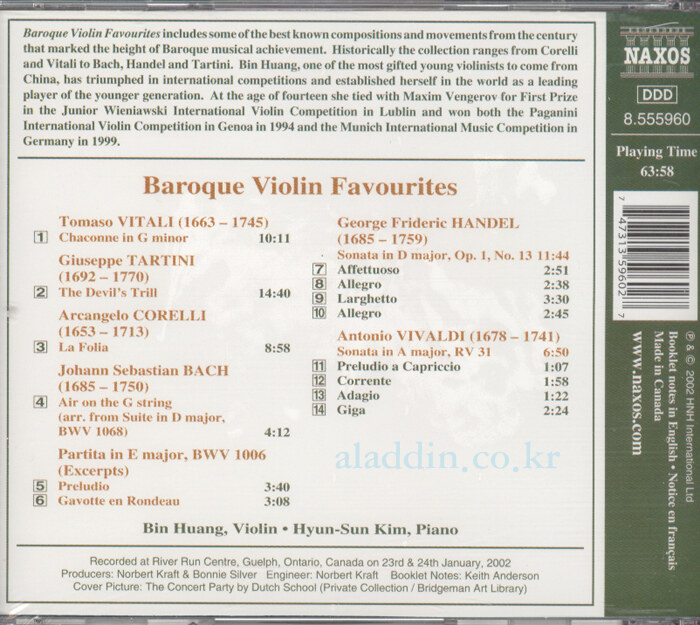 Baroque Violin Favourites includes some of the best known compositions and movements from the century
that marked the height of Baroque musical achievement. Historically the collection ranges from Corelli
and Vitali to Bach, Handel and Tartini. Bin Huang, one of the most gifted young violinists to come from
China, has triumphed in international competitions and established herself in the world as a leading
player of the younger generation. At the age of fourteen she tied with Maxim Vengerov for First Prize
in the Junior Wieniawski International Violin Competition in Lublin and won both the Paganini
International Violin Competition in Genoa in 1994 and the Munich International Music Competition in
Germany in 1999.
Baroque Violin Favourites
Tomaso VITALI (1663 – 1745)
1 Chaconne in G minor 10:11
Giuseppe TARTINI
(1692 – 1770)
2 The Devil's Trill 14:40
Arcangelo CORELLI
(1653 – 1713)
3 La Folia 8:58
Johann Sebastian BACH
(1685 – 1750)
4 Air on the G string
(arr. from Suite in D major,
BWV 1068) 4:12
Partita in E major, BWV 1006
(Excerpts)
5 Preludio 3:40
6 Gavotte en Rondeau 3:08
George Frideric HANDEL
(1685 – 1759)
Sonata in D major, Op. 1, No. 13 11:44
7 Affettuoso 2:51
8 Allegro 2:38
9 Larghetto 3:30
10 Allegro 2:45
Antonio VIVALDI (1678 – 1741)
Sonata in A major, RV 31 6:50
11 Preludio a Capriccio 1:07
12 Corrente 1:58
13 Adagio 1:22
14 Giga 2:24
aladdin.co.kr
Bin Huang, Violin • Hyun-Sun Kim, Piano
Recorded at River Run Centre, Guelph, Ontario, Canada on 23rd & 24th January, 2002
Producers: Norbert Kraft & Bonnie Silver Engineer: Norbert Kraft Booklet Notes: Keith Anderson
Cover Picture: The Concert Party by Dutch School (Private Collection / Bridgeman Art Library)
NAXOS
DDD
8.555960
Playing Time
63:58
7 47313 59602 7
℗ & © 2002 HNH International Ltd
Booklet notes in English • Notice en français
Made in Canada
www.naxos.com